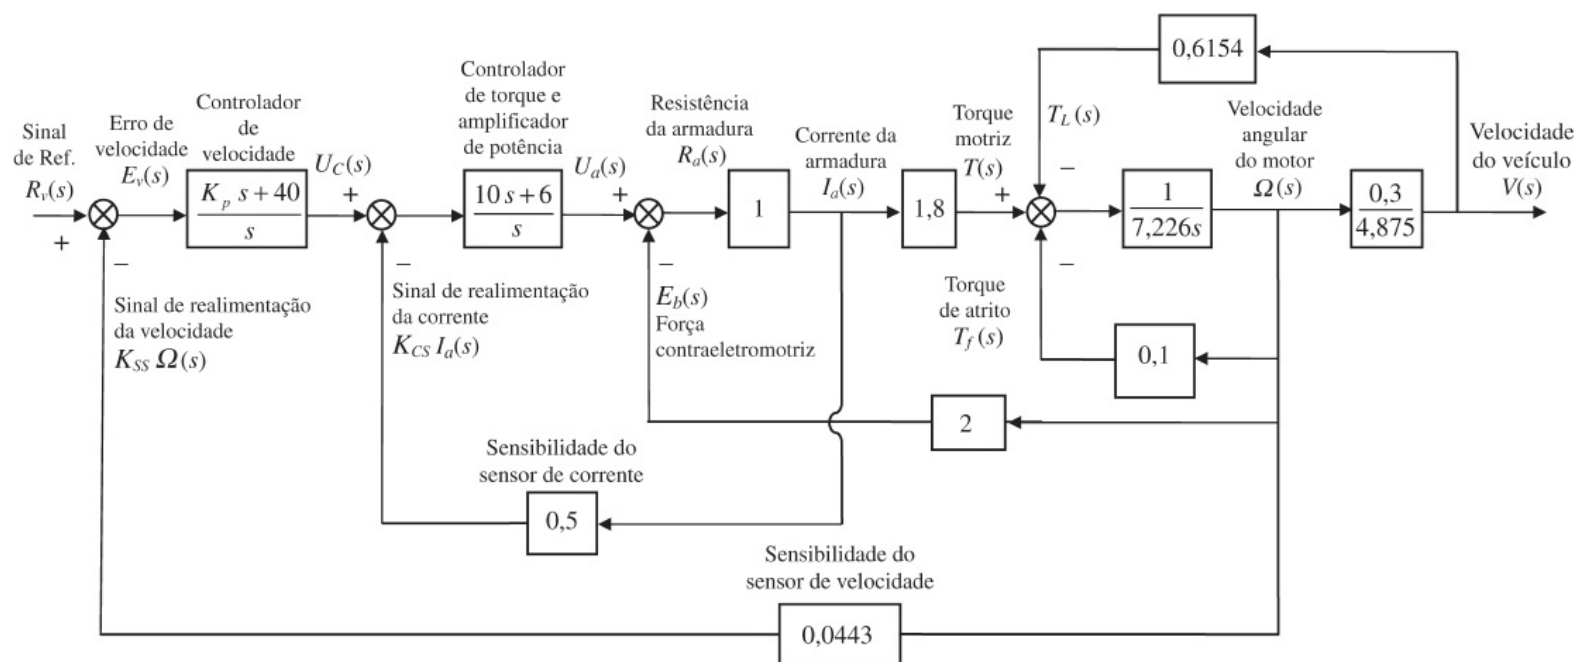 0,6154
Controlador
de torque e
amplificador
de potência
Controlador
de
velocidade
Erro de
velocidade
E_v(s)
Sinal
de Ref.
R_v(s)
U_C(s)
U_a(s)
Resistência
da armadura
R_a(s)
Corrente da
armadura
I_a(s)
Torque
motriz
T(s)
T_L(s)
Velocidade
angular
do motor
Ω(s)
Velocidade
do veículo
V(s)
+
−
K_p s + 40
s
+
−
10 s + 6
s
+
−
1
1,8
+
−
−
1
7,226s
0,3
4,875
Sinal de realimentação
da velocidade
K_SS Ω(s)
Sinal de realimentação
da corrente
K_CS I_a(s)
E_b(s)
Força
contraeletromotriz
Torque
de atrito
T_f(s)
0,1
2
Sensibilidade do
sensor de corrente
0,5
Sensibilidade do
sensor de velocidade
0,0443